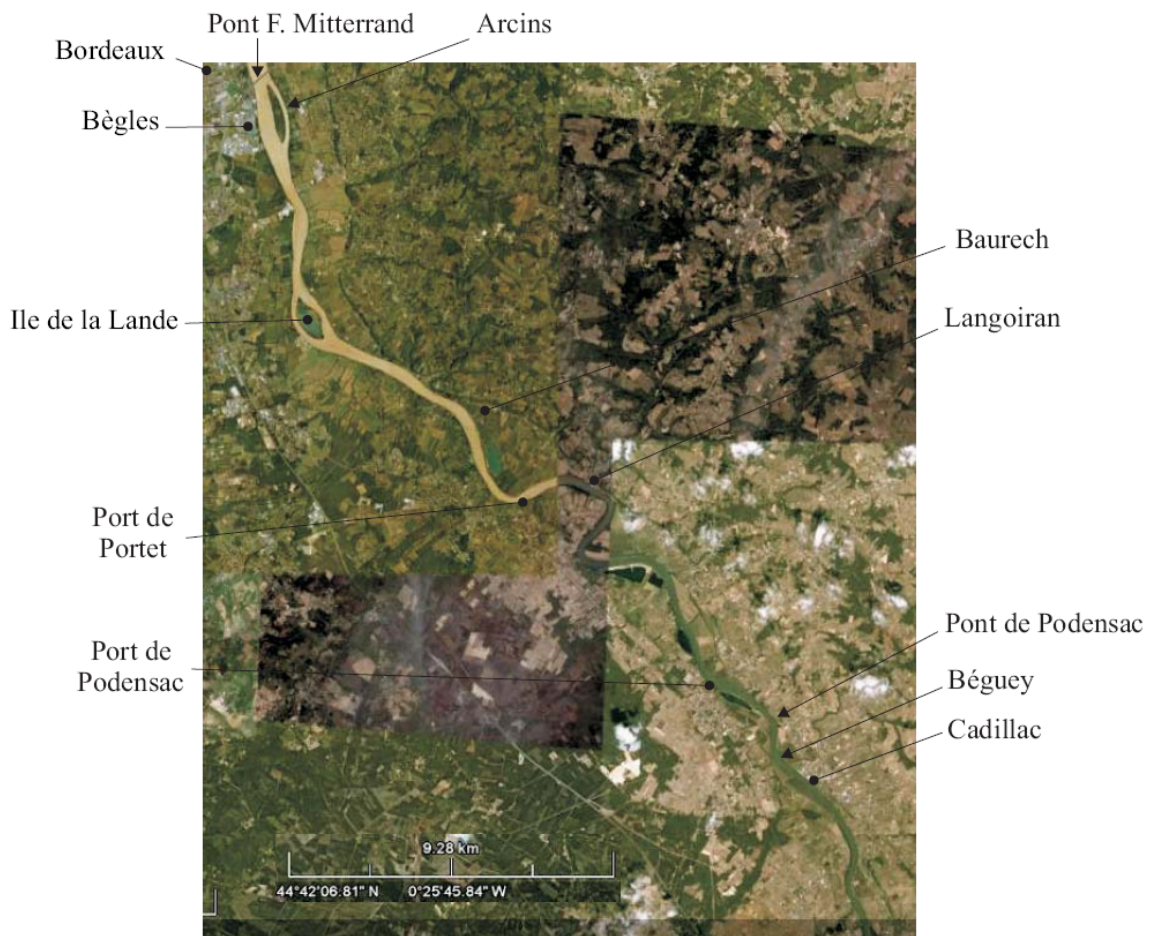 Pont F. Mitterrand
Arcins
Bordeaux
Bègles
Baurech
Ile de la Lande
Langoiran
Port de
Portet
Pont de Podensac
Port de
Podensac
Béguey
Cadillac
9.28 km
44°42'06.81" N 0°25'45.84" W